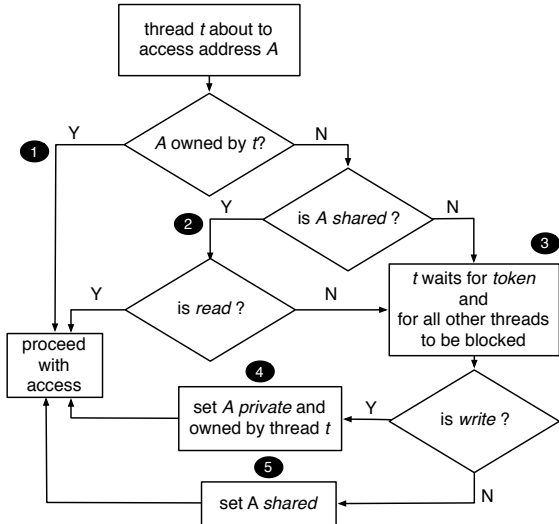 thread t about to
access address A
Y
N
1
A owned by t?
2
Y
is A shared ?
N
3
Y
is read ?
N
t waits for token
and
for all other threads
to be blocked
proceed
with
access
4
set A private and
owned by thread t
Y
is write ?
5
N
set A shared